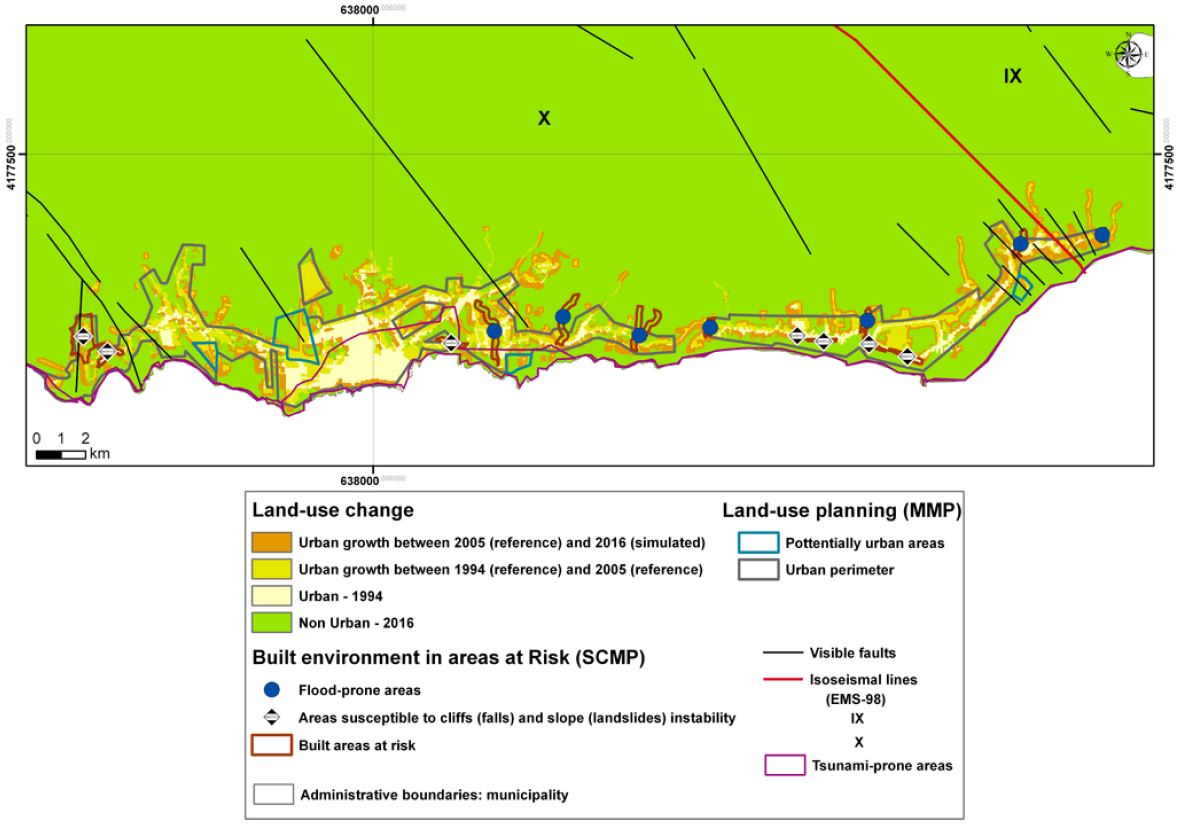 638000.000000
N
W E
S
IX
X
4177500.000000
4177500.000000
0 1 2
km
638000.000000
Land-use change
Urban growth between 2005 (reference) and 2016 (simulated)
Urban growth between 1994 (reference) and 2005 (reference)
Urban - 1994
Non Urban - 2016
Built environment in areas at Risk (SCMP)
Flood-prone areas
Areas susceptible to cliffs (falls) and slope (landslides) instability
Built areas at risk
Administrative boundaries: municipality
Land-use planning (MMP)
Pottentially urban areas
Urban perimeter
Visible faults
Isoseismal lines
(EMS-98)
IX
X
Tsunami-prone areas